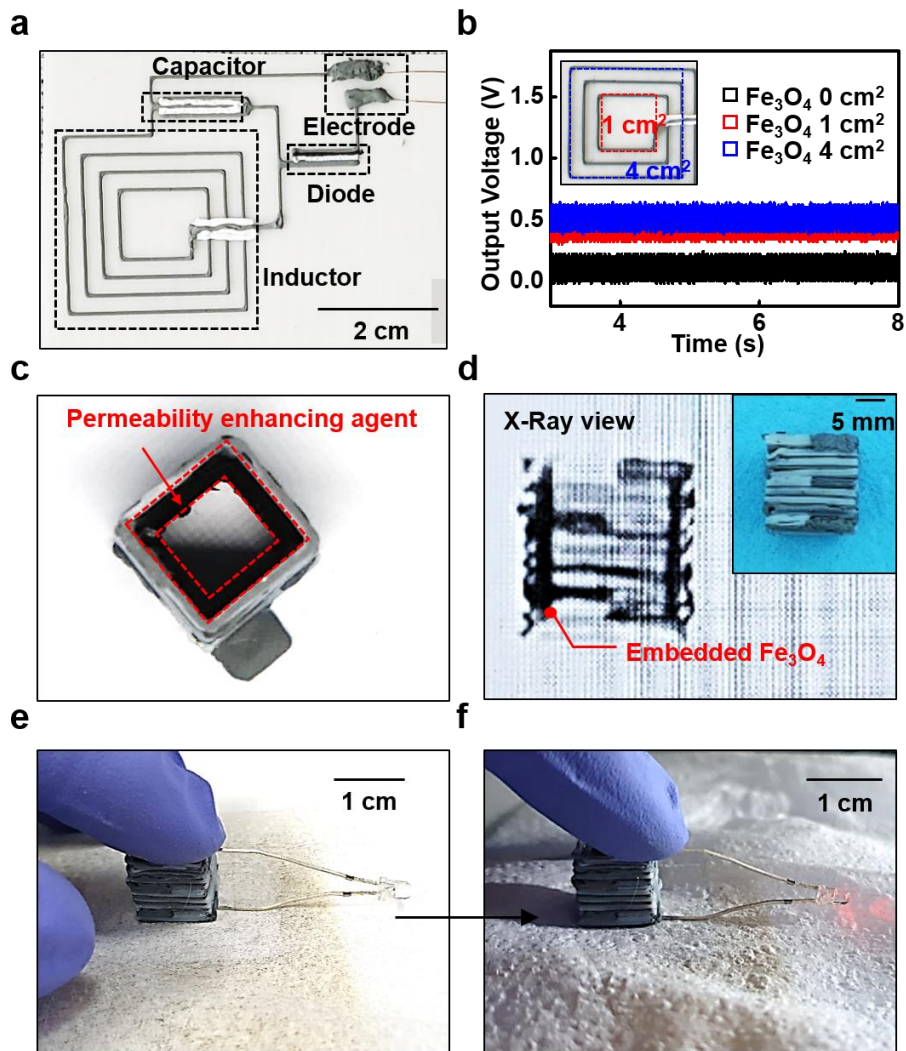 a
Capacitor
Electrode
Diode
Inductor
2 cm
b
Output Voltage (V)
1.5
1.0
0.5
0.0
1 cm²
4 cm²
Fe₃O₄ 0 cm²
Fe₃O₄ 1 cm²
Fe₃O₄ 4 cm²
4
6
8
Time (s)
c
Permeability enhancing agent
d
X-Ray view
5 mm
Embedded Fe₃O₄
e
1 cm
f
1 cm